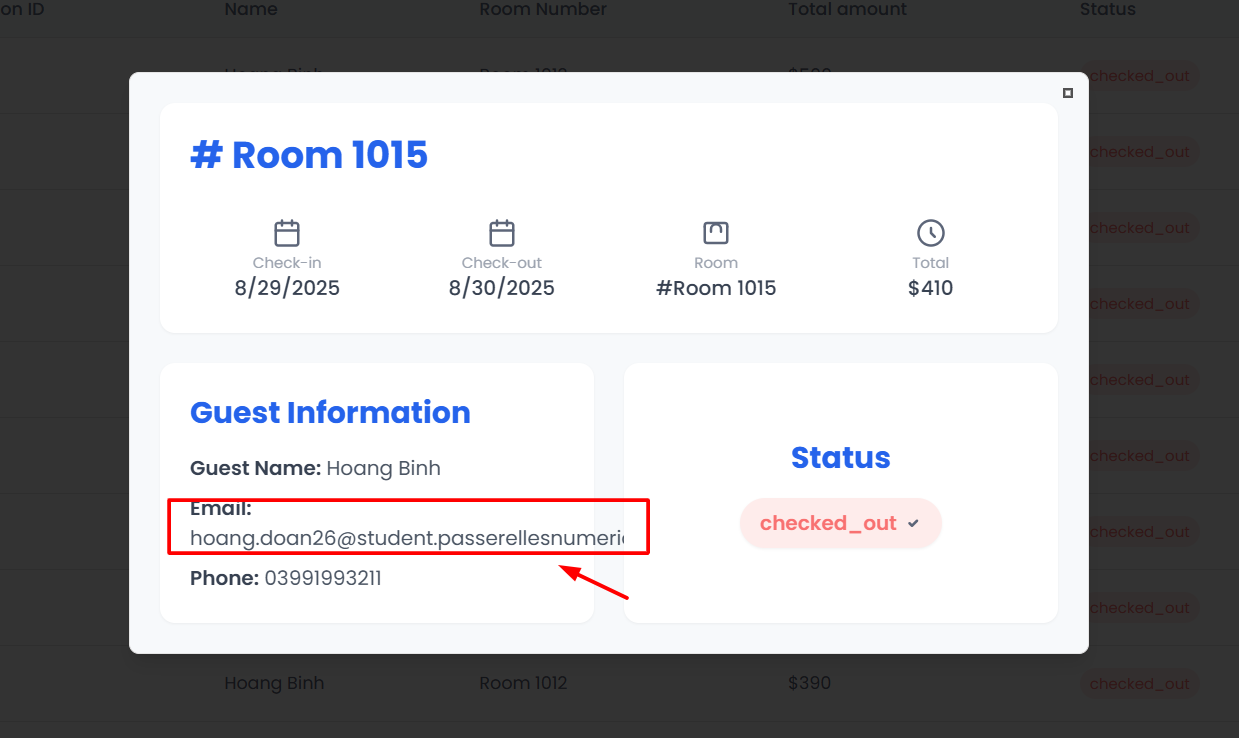 on ID Name Room Number Total amount Status
checked_out
# Room 1015
checked_out
Check-in Check-out Room Total
8/29/2025 8/30/2025 #Room 1015 $410
checked_out
checked_out
checked_out
Guest Information
Status
checked_out
Guest Name: Hoang Binh
Email:
checked_out
hoang.doan26@student.passerellesnumeri
checked_out
Phone: 03991993211
checked_out
Hoang Binh Room 1012 $390 checked_out